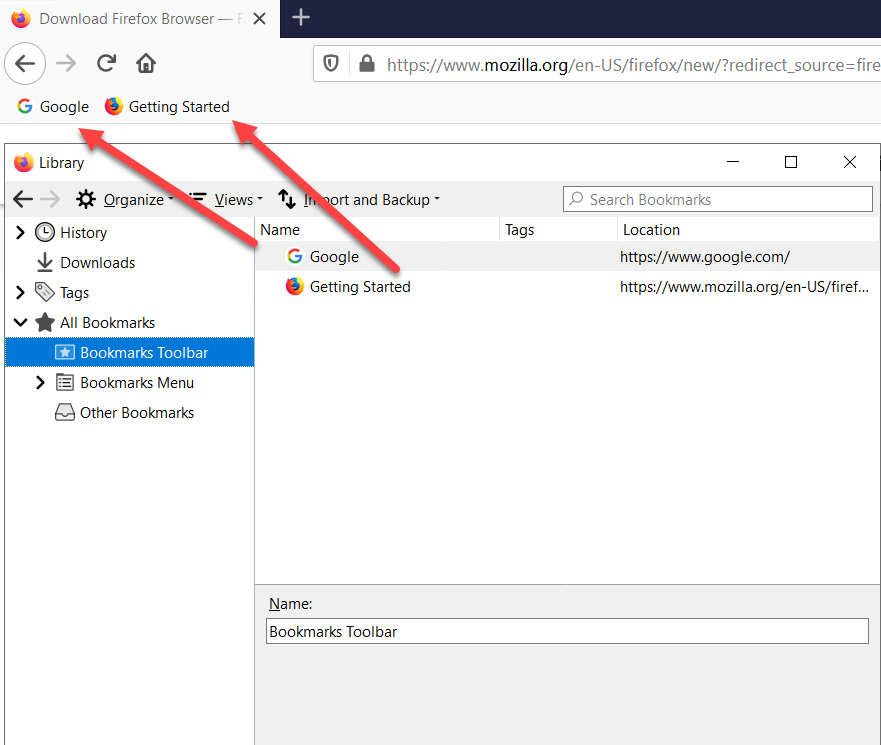 Download Firefox Browser —
https://www.mozilla.org/en-US/firefox/new/?redirect_source=fire
Google Getting Started
Library
Organize Views Import and Backup Search Bookmarks
History Name Tags Location
Google https://www.google.com/
Downloads
Getting Started https://www.mozilla.org/en-US/firef...
Tags
All Bookmarks
Bookmarks Toolbar
Bookmarks Menu
Other Bookmarks
Name:
Bookmarks Toolbar